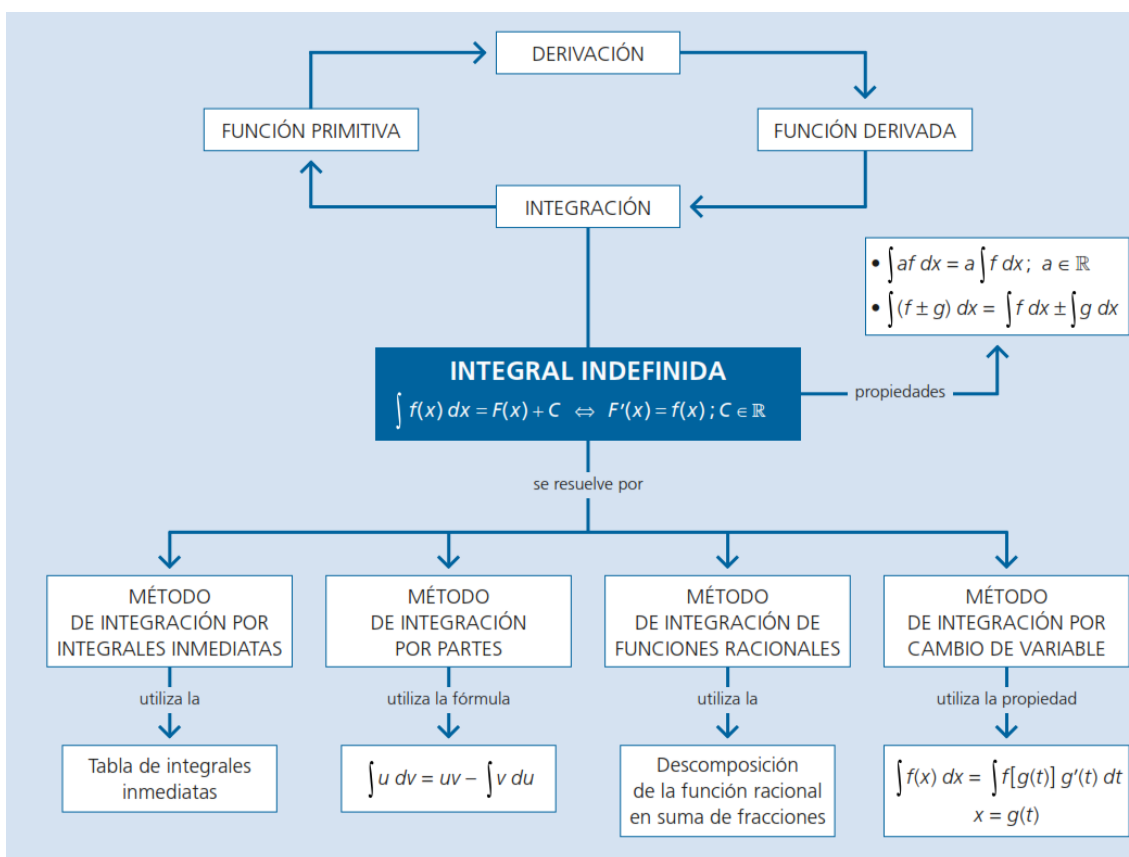 DERIVACIÓN
FUNCIÓN PRIMITIVA
FUNCIÓN DERIVADA
INTEGRACIÓN
• ∫ af dx = a ∫ f dx ; a ∈ ℝ
• ∫ (f ± g) dx = ∫ f dx ± ∫ g dx
INTEGRAL INDEFINIDA
∫ f(x) dx = F(x) + C ⇔ F′(x) = f(x) ; C ∈ ℝ
propiedades
se resuelve por
MÉTODO
DE INTEGRACIÓN POR
INTEGRALES INMEDIATAS
MÉTODO
DE INTEGRACIÓN
POR PARTES
MÉTODO
DE INTEGRACIÓN DE
FUNCIONES RACIONALES
MÉTODO
DE INTEGRACIÓN POR
CAMBIO DE VARIABLE
utiliza la
utiliza la fórmula
utiliza la
utiliza la propiedad
Tabla de integrales
inmediatas
∫ u dv = uv − ∫ v du
Descomposición
de la función racional
en suma de fracciones
∫ f(x) dx = ∫ f[g(t)] g′(t) dt
x = g(t)